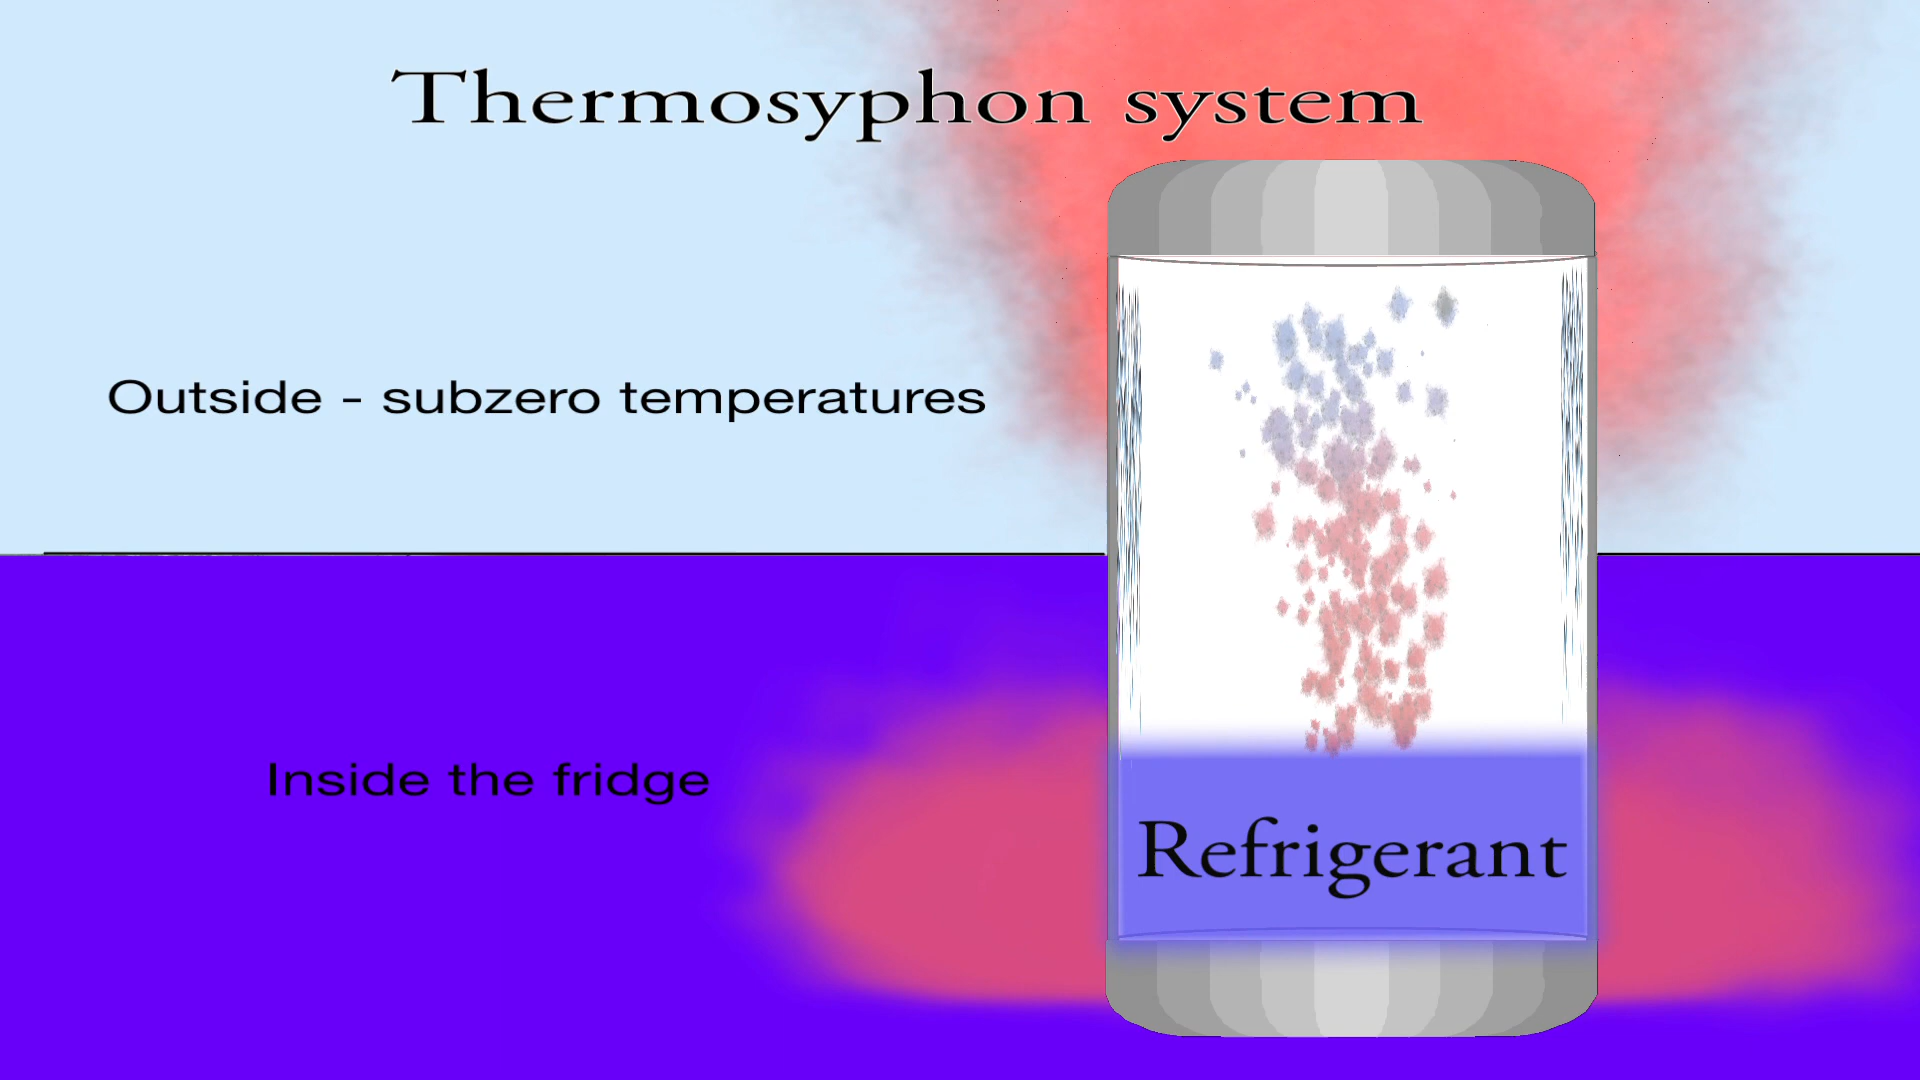 Thermosyphon system
Outside - subzero temperatures
Inside the fridge
Refrigerant